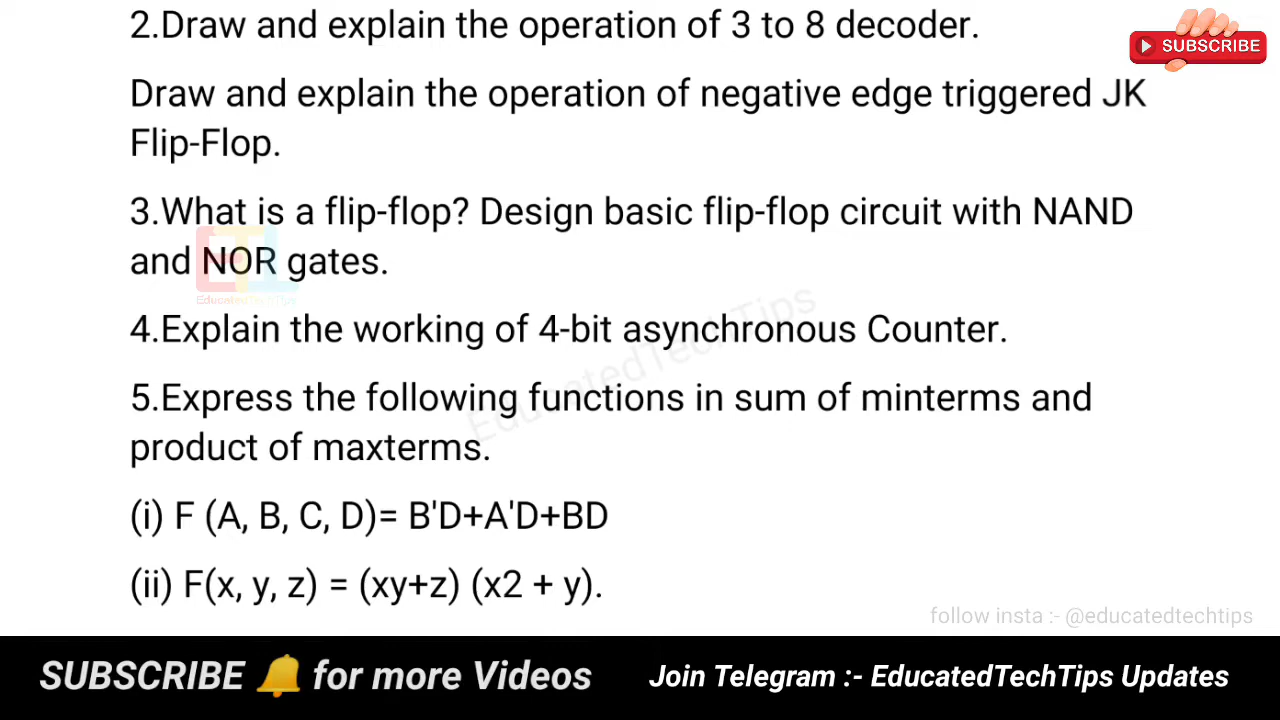 2.Draw and explain the operation of 3 to 8 decoder.
SUBSCRIBE
Draw and explain the operation of negative edge triggered JK
Flip-Flop.
3.What is a flip-flop? Design basic flip-flop circuit with NAND
and NOR gates.
EducatedTechTips
4.Explain the working of 4-bit asynchronous Counter.
EducatedTech Tips
5.Express the following functions in sum of minterms and
product of maxterms.
(i) F (A, B, C, D)= B'D+A'D+BD
(ii) F(x, y, z) = (xy+z) (x2 + y).
follow insta :- @educatedtechtips
SUBSCRIBE for more Videos
Join Telegram :- EducatedTechTips Updates